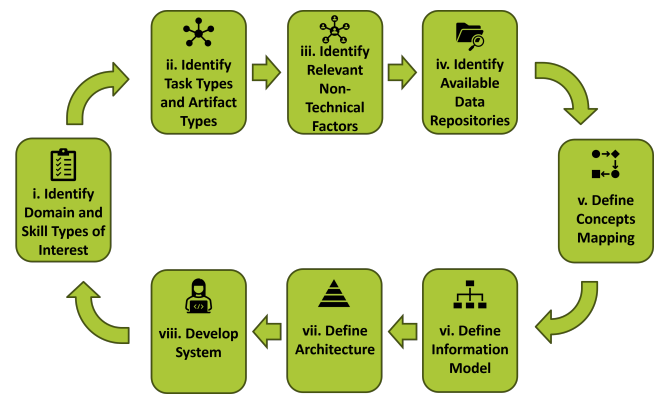 i. Identify
Domain and
Skill Types of
Interest
ii. Identify
Task Types
and Artifact
Types
iii. Identify
Relevant
Non-
Technical
Factors
iv. Identify
Available
Data
Repositories
v. Define
Concepts
Mapping
vi. Define
Information
Model
vii. Define
Architecture
viii. Develop
System